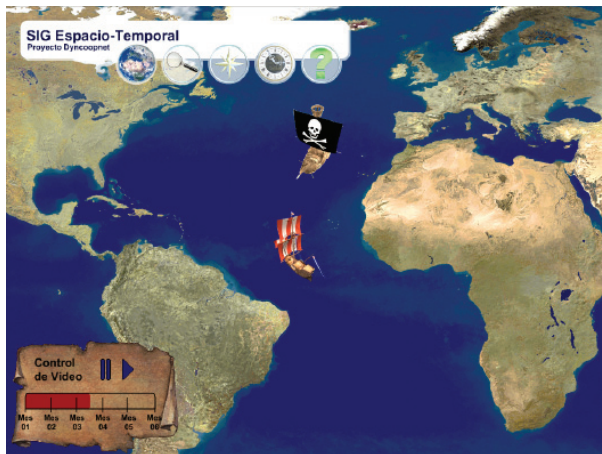 SIG Espacio-Temporal
Proyecto Dyncoopnet
?
Control
de Video
Mes Mes Mes Mes Mes Mes
01 02 03 04 05 06